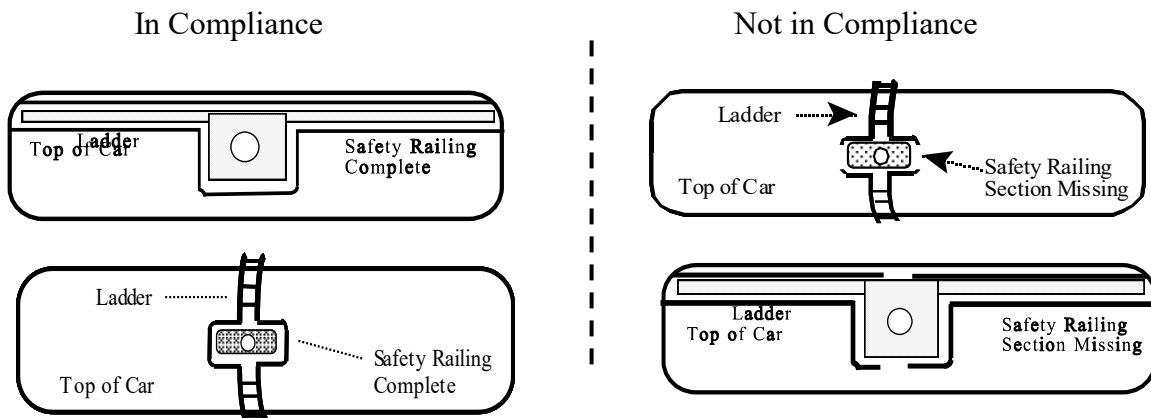 In Compliance
Not in Compliance
Ladder
Top of Car
Safety Railing
Complete
Ladder
Safety Railing
Complete
Top of Car
Ladder
Safety Railing
Section Missing
Top of Car
Ladder
Top of Car
Safety Railing
Section Missing